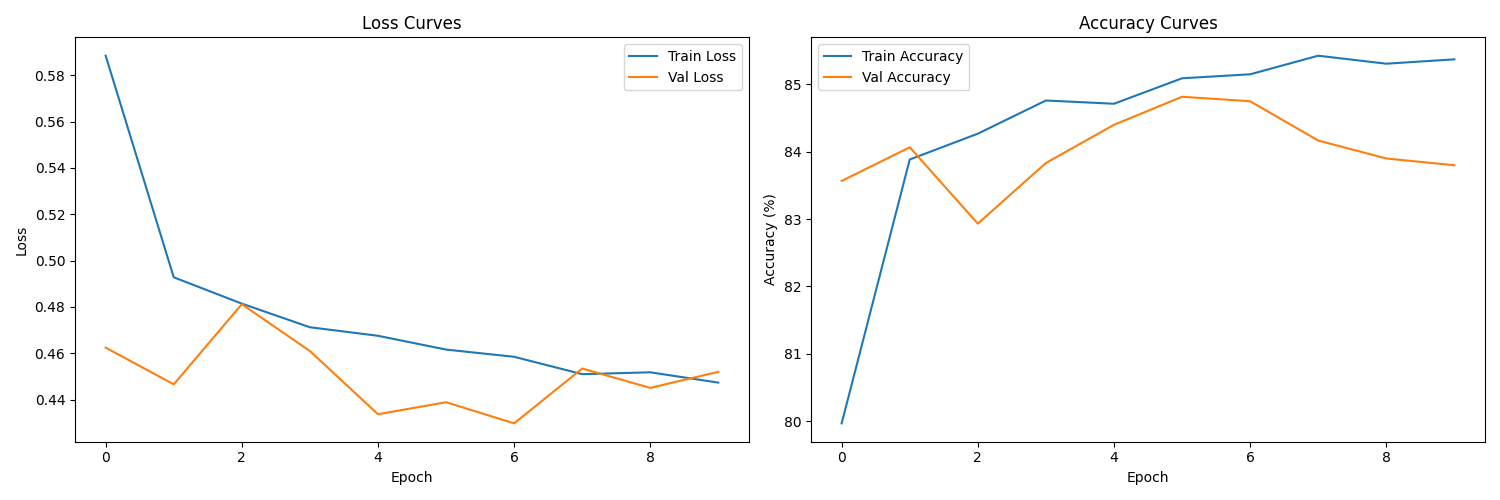 Loss Curves
Train Loss
Val Loss
0.58
0.56
0.54
0.52
0.50
0.48
0.46
0.44
Loss
0 2 4 6 8
Epoch
Accuracy Curves
Train Accuracy
Val Accuracy
85
84
83
82
81
80
Accuracy (%)
0 2 4 6 8
Epoch